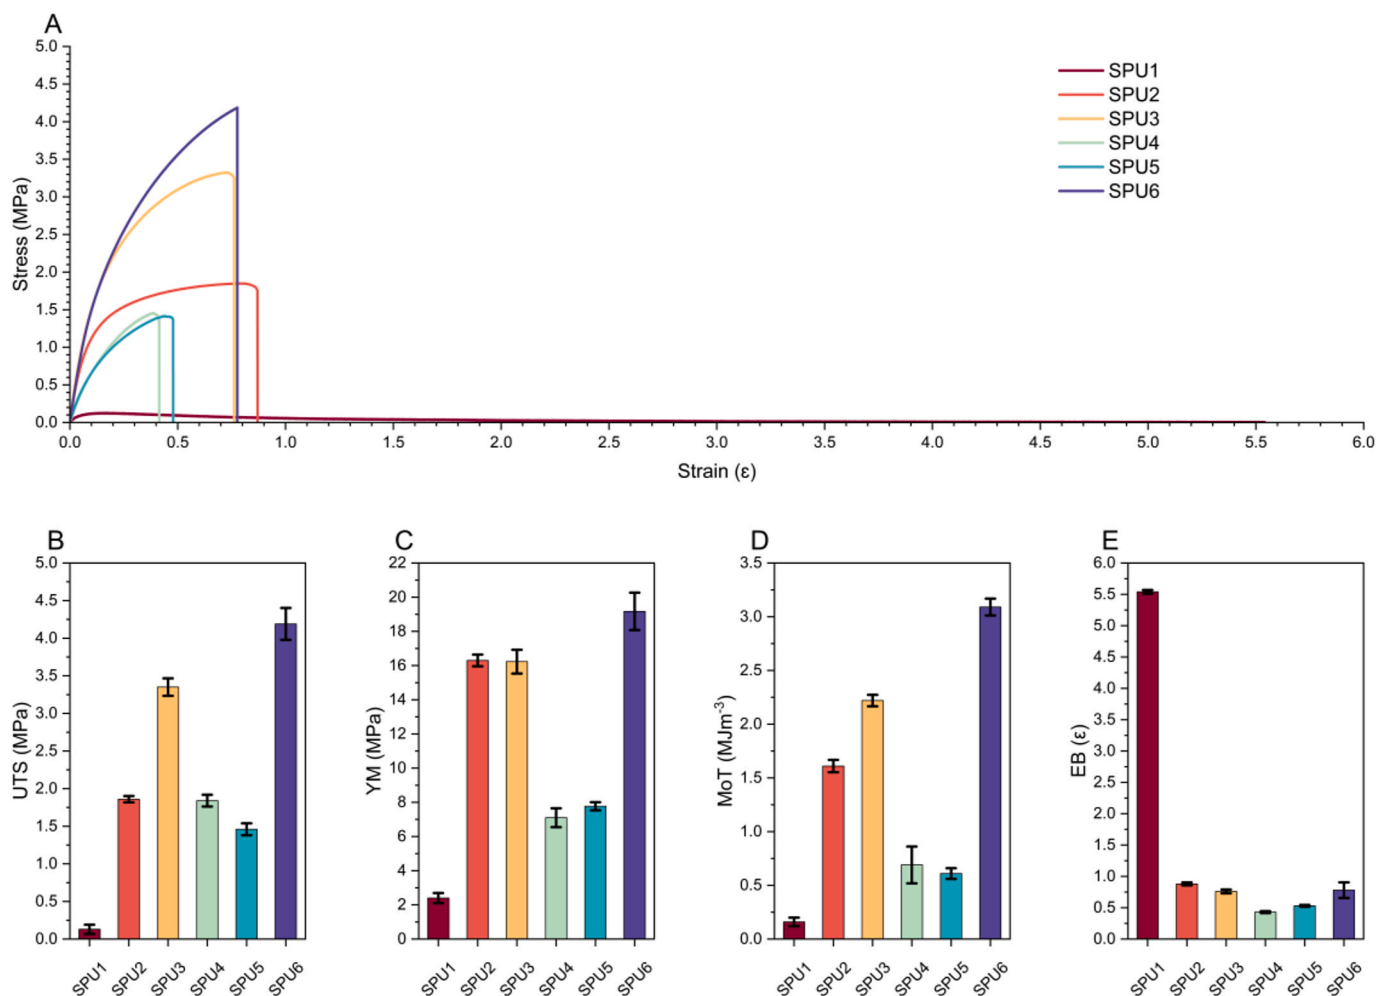 A
5.0
4.5
4.0
3.5
3.0
2.5
2.0
1.5
1.0
0.5
0.0
Stress (MPa)
0.0 0.5 1.0 1.5 2.0 2.5 3.0 3.5 4.0 4.5 5.0 5.5 6.0
Strain (ε)
SPU1
SPU2
SPU3
SPU4
SPU5
SPU6
B
5.0
4.5
4.0
3.5
3.0
2.5
2.0
1.5
1.0
0.5
0.0
UTS (MPa)
SPU1 SPU2 SPU3 SPU4 SPU5 SPU6
C
22
20
18
16
14
12
10
8
6
4
2
0
YM (MPa)
SPU1 SPU2 SPU3 SPU4 SPU5 SPU6
D
3.5
3.0
2.5
2.0
1.5
1.0
0.5
0.0
MoT (MJm⁻³)
SPU1 SPU2 SPU3 SPU4 SPU5 SPU6
E
6.0
5.5
5.0
4.5
4.0
3.5
3.0
2.5
2.0
1.5
1.0
0.5
0.0
EB (ε)
SPU1 SPU2 SPU3 SPU4 SPU5 SPU6